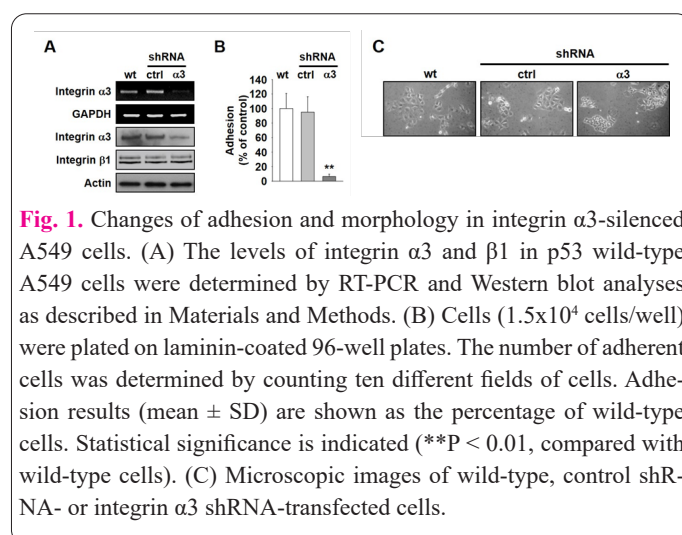 A
shRNA
wt ctrl α3
Integrin α3
GAPDH
Integrin α3
Integrin β1
Actin
B
shRNA
wt ctrl α3
Adhesion
(% of control)
140
120
100
80
60
40
20
0
**
C
shRNA
wt ctrl α3
Fig. 1. Changes of adhesion and morphology in integrin α3-silenced
A549 cells. (A) The levels of integrin α3 and β1 in p53 wild-type
A549 cells were determined by RT-PCR and Western blot analyses
as described in Materials and Methods. (B) Cells (1.5x10⁴ cells/well)
were plated on laminin-coated 96-well plates. The number of adherent
cells was determined by counting ten different fields of cells. Adhe-
sion results (mean ± SD) are shown as the percentage of wild-type
cells. Statistical significance is indicated (**P < 0.01, compared with
wild-type cells). (C) Microscopic images of wild-type, control shR-
NA- or integrin α3 shRNA-transfected cells.